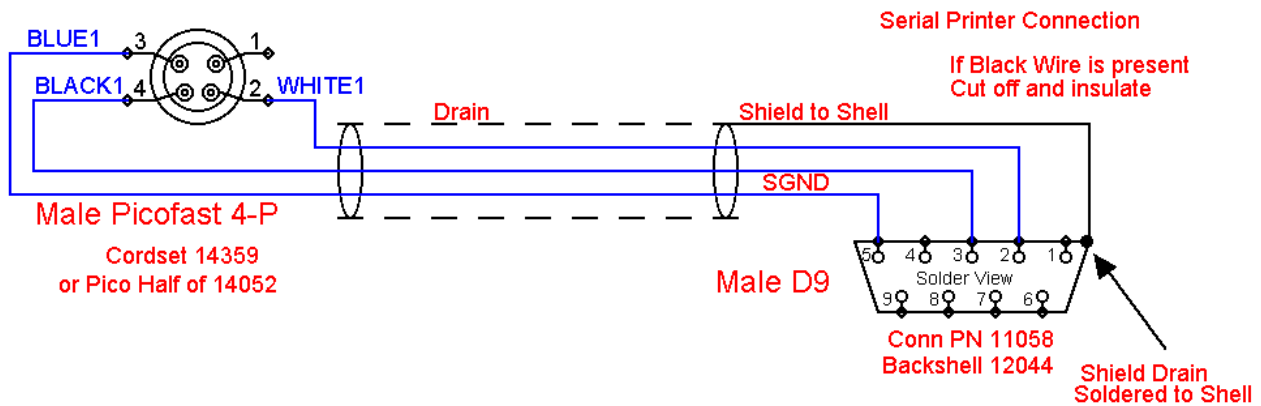 Serial Printer Connection
BLUE1
3
1
If Black Wire is present
Cut off and insulate
BLACK1
4
2
WHITE1
Drain
Shield to Shell
SGND
Male Picofast 4-P
Cordset 14359
or Pico Half of 14052
5
4
3
2
1
Solder View
Male D9
9
8
7
6
Conn PN 11058
Backshell 12044
Shield Drain
Soldered to Shell